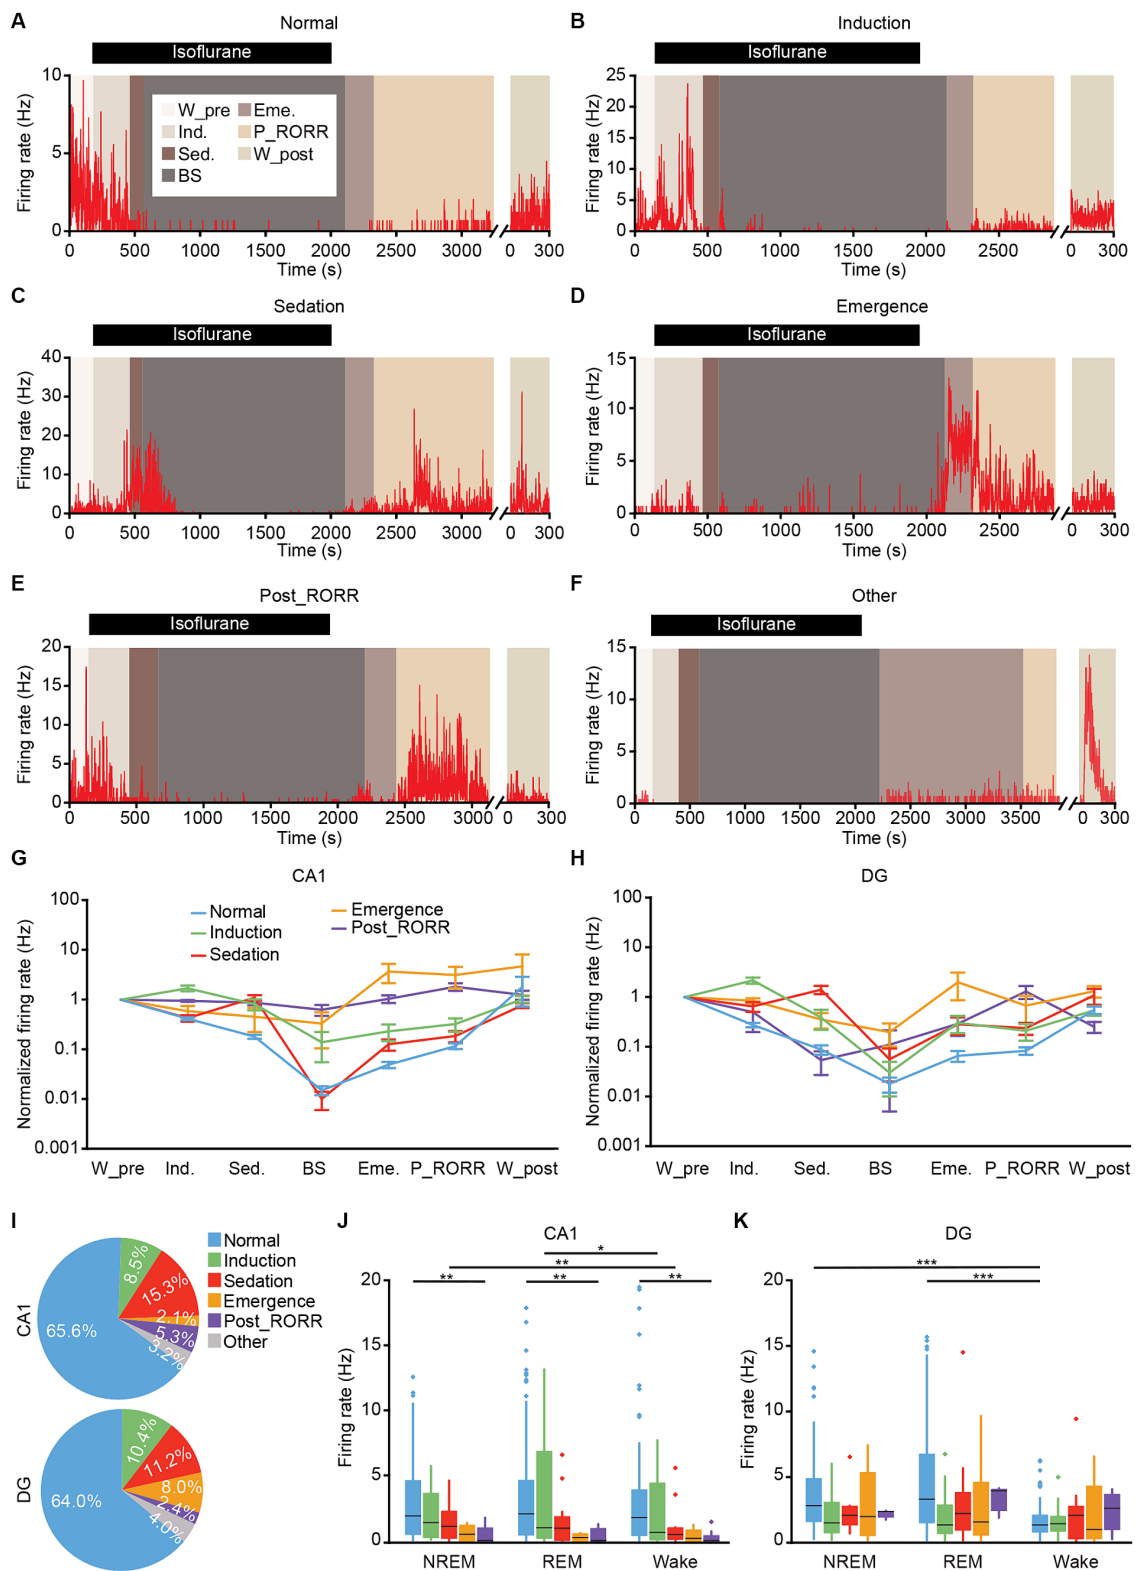 A
Normal
Isoflurane
Firing rate (Hz)
10
5
0
W_pre
Ind.
Sed.
BS
Eme.
P_RORR
W_post
0 500 1000 1500 2000 2500 3000 0 300
Time (s)
B
Induction
Isoflurane
Firing rate (Hz)
25
20
15
10
5
0
0 500 1000 1500 2000 2500 0 300
Time (s)
C
Sedation
Isoflurane
Firing rate (Hz)
40
30
20
10
0
0 500 1000 1500 2000 2500 3000 0 300
Time (s)
D
Emergence
Isoflurane
Firing rate (Hz)
15
10
5
0
0 500 1000 1500 2000 2500 0 300
Time (s)
E
Post_RORR
Isoflurane
Firing rate (Hz)
20
15
10
5
0
0 500 1000 1500 2000 2500 3000 0 300
Time (s)
F
Other
Isoflurane
Firing rate (Hz)
15
10
5
0
0 500 1000 1500 2000 2500 3000 3500 0 300
Time (s)
G
CA1
Normalized firing rate (Hz)
100
10
1
0.1
0.01
0.001
Normal
Induction
Sedation
Emergence
Post_RORR
W_pre Ind. Sed. BS Eme. P_RORR W_post
H
DG
Normalized firing rate (Hz)
100
10
1
0.1
0.01
0.001
W_pre Ind. Sed. BS Eme. P_RORR W_post
I
CA1
65.6%
8.5%
15.3%
2.1%
5.3%
3.2%
Normal
Induction
Sedation
Emergence
Post_RORR
Other
DG
64.0%
10.4%
11.2%
8.0%
2.4%
4.0%
J
CA1
Firing rate (Hz)
20
15
10
5
0
*
**
** ** **
NREM REM Wake
K
DG
Firing rate (Hz)
20
15
10
5
0
***
***
NREM REM Wake